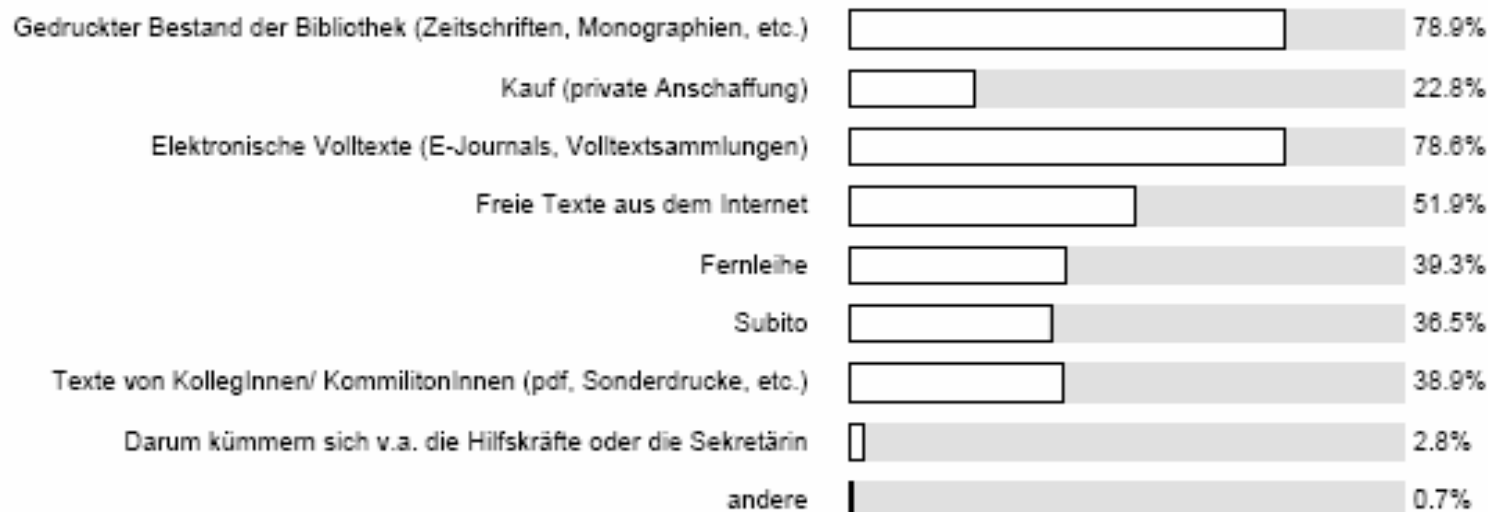 Gedruckter Bestand der Bibliothek (Zeitschriften, Monographien, etc.) 78.9%
Kauf (private Anschaffung) 22.8%
Elektronische Volltexte (E-Journals, Volltextsammlungen) 78.6%
Freie Texte aus dem Internet 51.9%
Fernleihe 39.3%
Subito 36.5%
Texte von KollegInnen/ KommilitonInnen (pdf, Sonderdrucke, etc.) 38.9%
Darum kümmern sich v.a. die Hilfskräfte oder die Sekretärin 2.8%
andere 0.7%